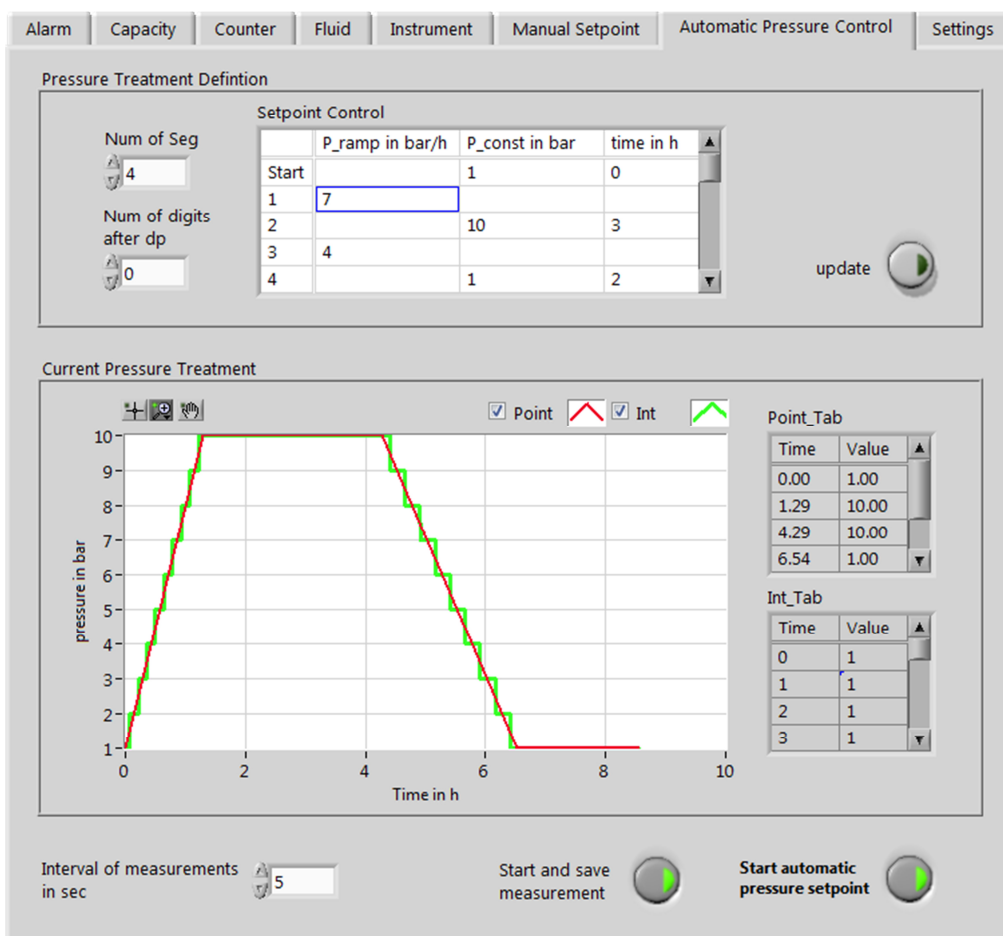 Alarm Capacity Counter Fluid Instrument Manual Setpoint Automatic Pressure Control Settings
Pressure Treatment Defintion
Setpoint Control
Num of Seg
4
Num of digits
after dp
0
P_ramp in bar/h P_const in bar time in h
Start 1 0
1 7
2 10 3
3 4
4 1 2
update
Current Pressure Treatment
Point Int
pressure in bar
10
9
8
7
6
5
4
3
2
1
0 2 4 6 8 10
Time in h
Point_Tab
Time Value
0.00 1.00
1.29 10.00
4.29 10.00
6.54 1.00
Int_Tab
Time Value
0 1
1 1
2 1
3 1
Interval of measurements
in sec
5
Start and save
measurement
Start automatic
pressure setpoint